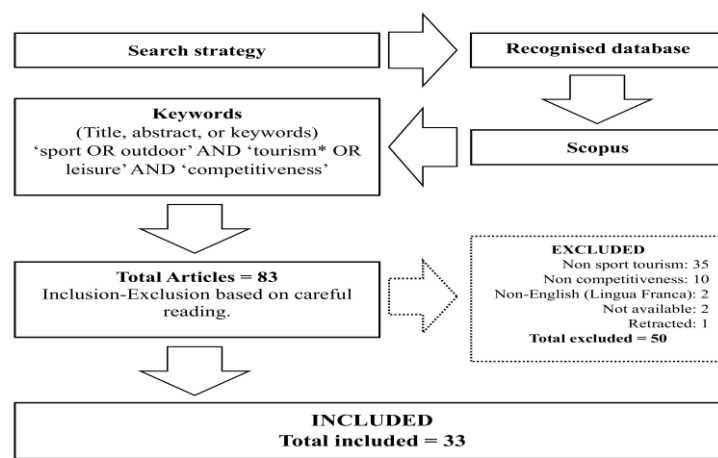 Search strategy
Recognised database
Scopus
Keywords
(Title, abstract, or keywords)
‘sport OR outdoor’ AND ‘tourism* OR
leisure’ AND ‘competitiveness’
Total Articles = 83
Inclusion-Exclusion based on careful
reading.
EXCLUDED
Non sport tourism: 35
Non competitiveness: 10
Non-English (Lingua Franca): 2
Not available: 2
Retracted: 1
Total excluded = 50
INCLUDED
Total included = 33